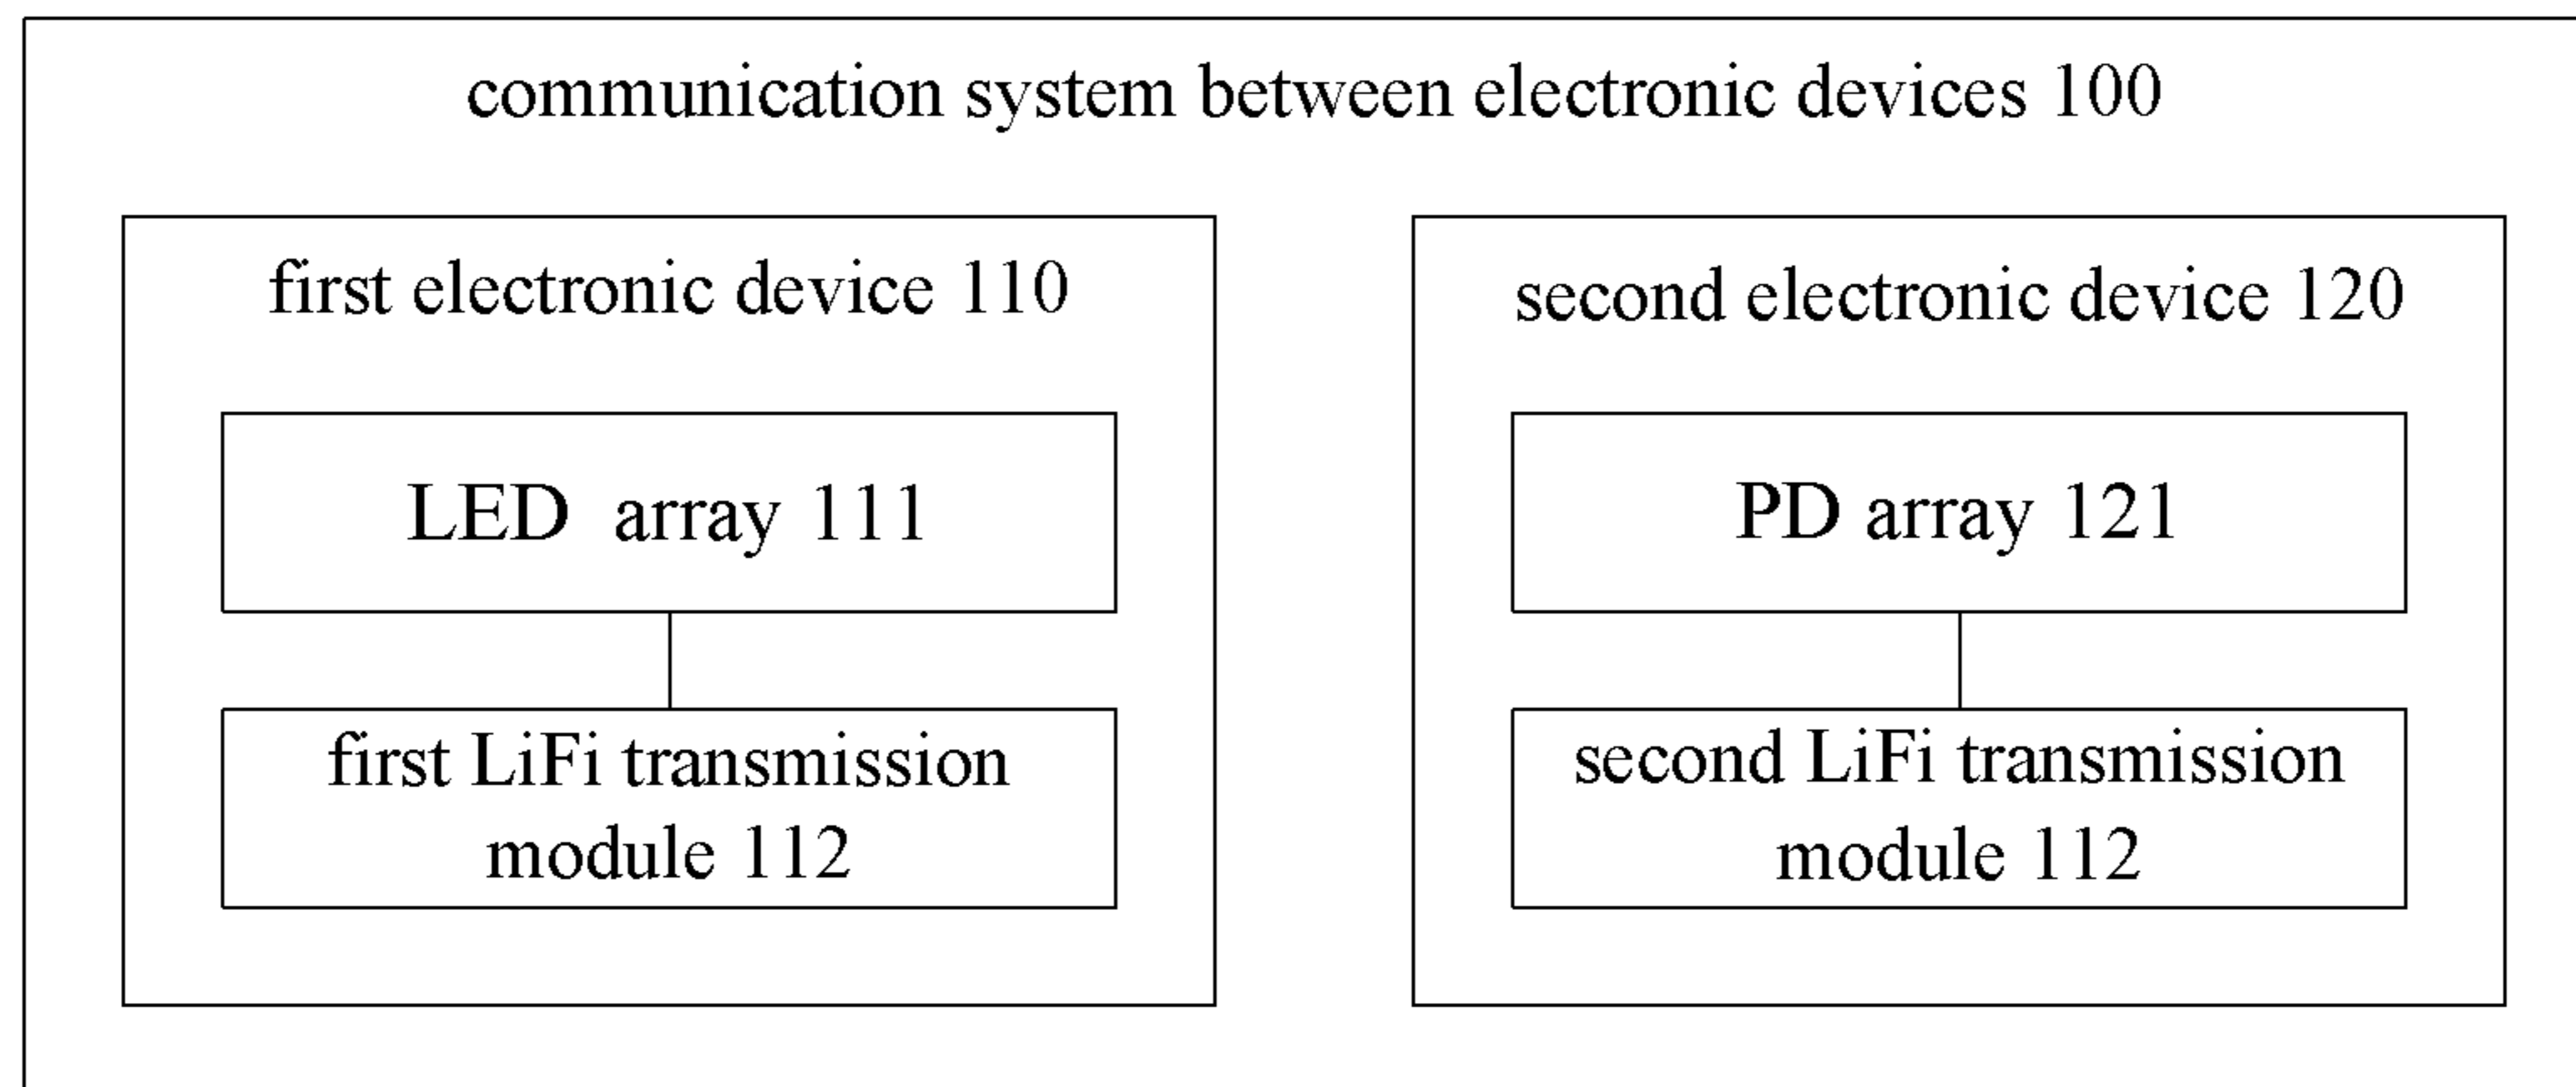 communication system between electronic devices 100
first electronic device 110
LED array 111
first LiFi transmission
module 112
second electronic device 120
PD array 121
second LiFi transmission
module 112